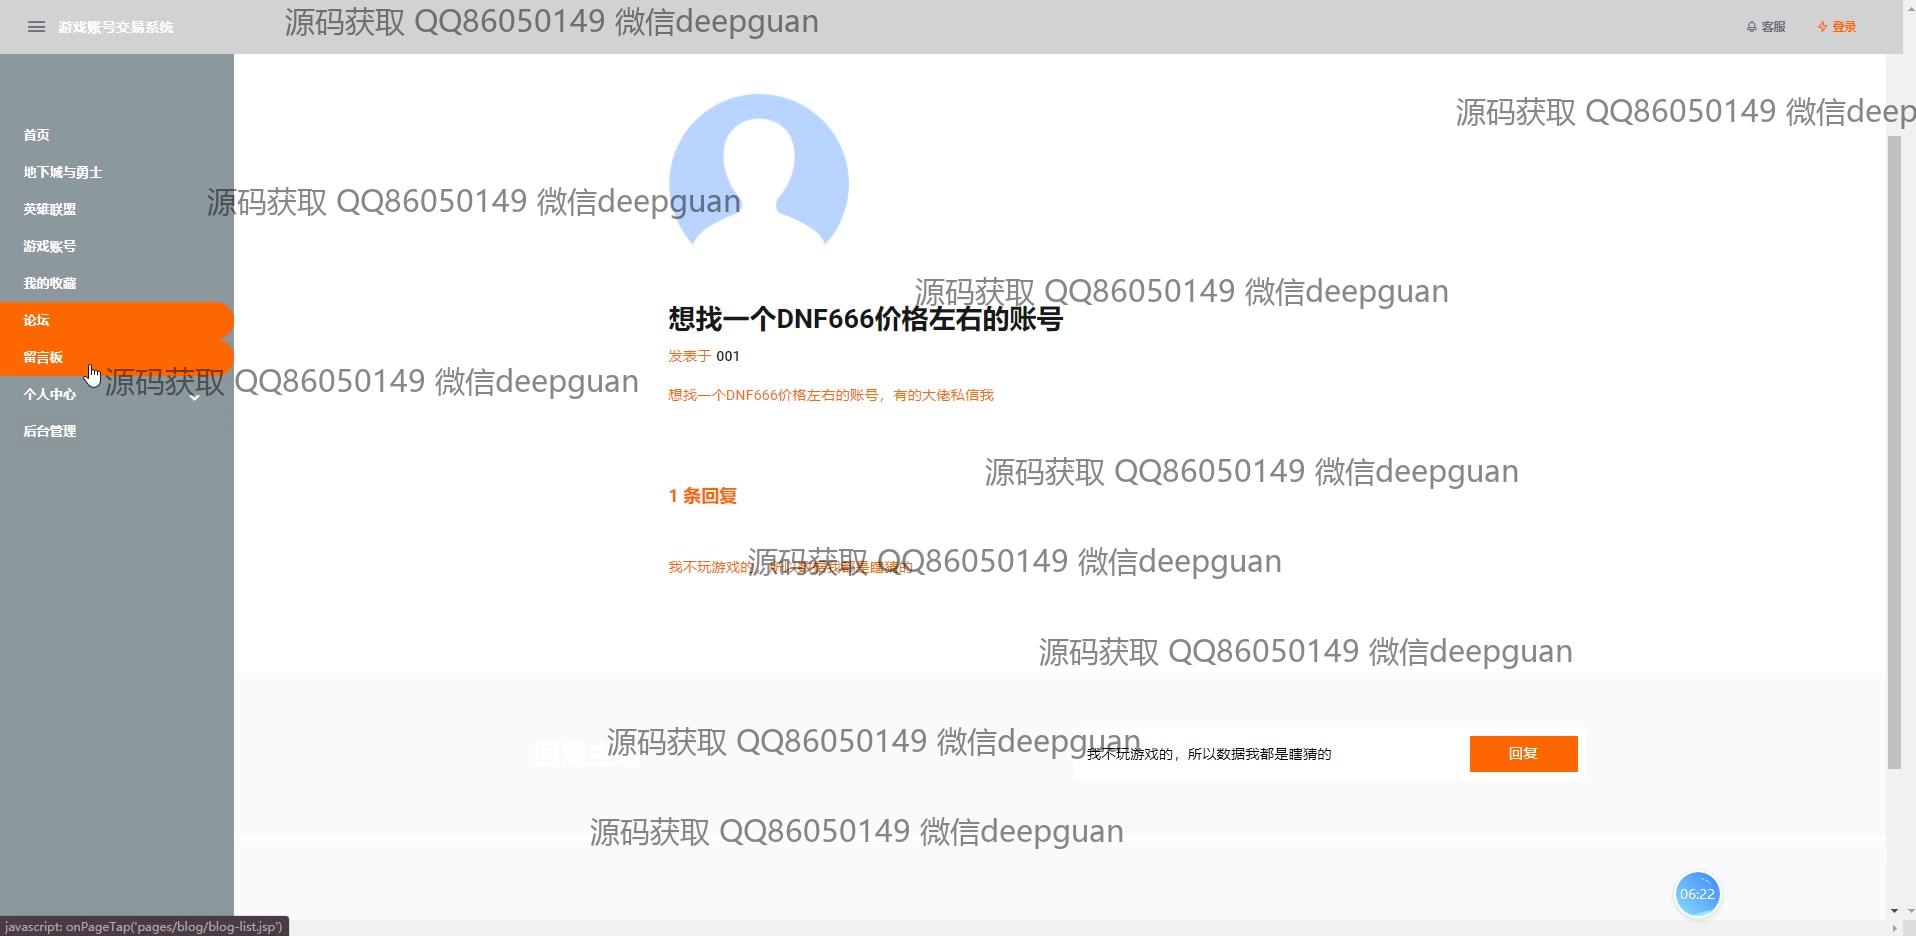 游戏账号交易系统
源码获取 QQ86050149 微信deepguan
客服
登录
源码获取 QQ86050149 微信deep
首页
地下城与勇士
源码获取 QQ86050149 微信deepguan
英雄联盟
游戏账号
我的收藏
源码获取 QQ86050149 微信deepguan
论坛
想找一个DNF666价格左右的账号
留言板
发表于 001
源码获取 QQ86050149 微信deepguan
个人中心
想找一个DNF666价格左右的账号，有的大佬私信我
后台管理
源码获取 QQ86050149 微信deepguan
1 条回复
源码获取 QQ86050149 微信deepguan
我不玩游戏的，所以数据我都是瞎猜的
源码获取 QQ86050149 微信deepguan
源码获取 QQ86050149 微信deepguan
回复主题
我不玩游戏的，所以数据我都是瞎猜的
回复
源码获取 QQ86050149 微信deepguan
06:22
javascript: onPageTap('pages/blog/blog-list.jsp')